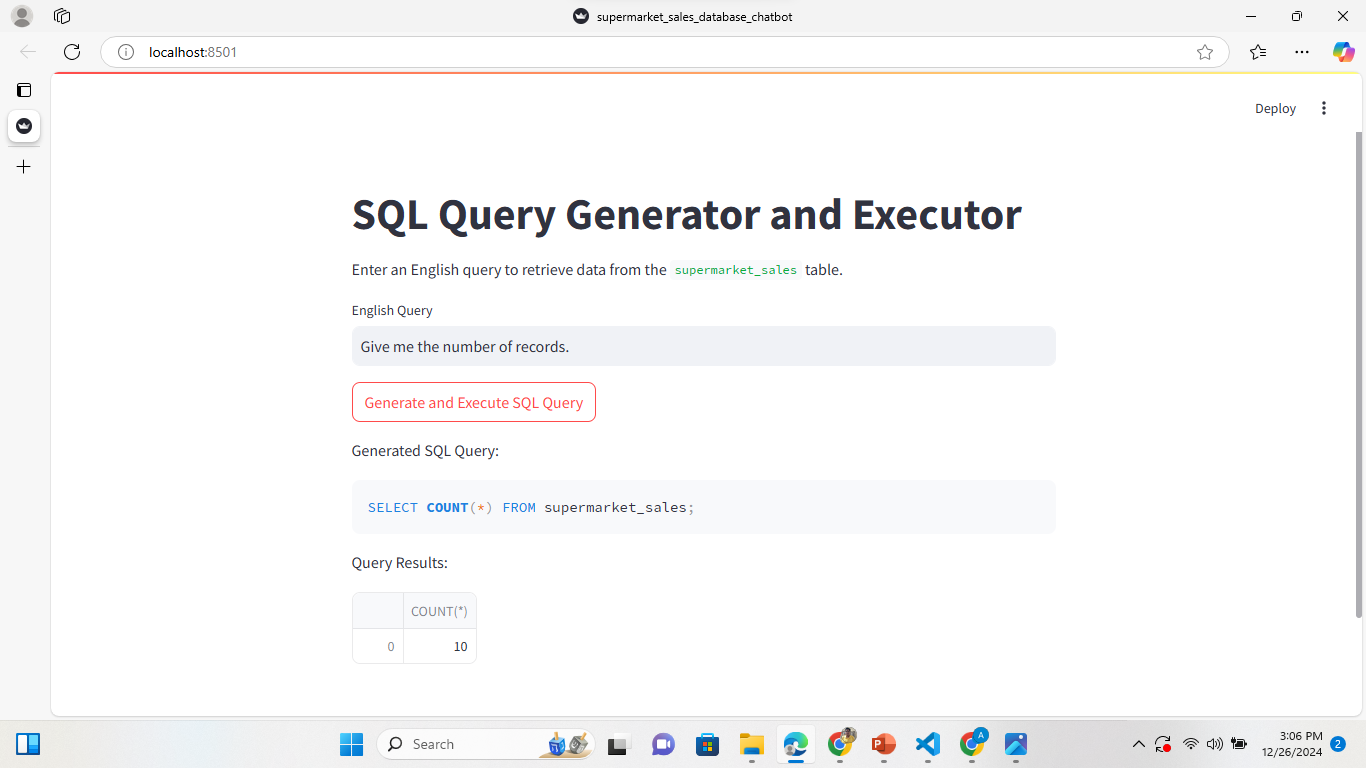 supermarket_sales_database_chatbot
localhost:8501
Deploy
SQL Query Generator and Executor
Enter an English query to retrieve data from the supermarket_sales table.
English Query
Give me the number of records.
Generate and Execute SQL Query
Generated SQL Query:
SELECT COUNT(*) FROM supermarket_sales;
Query Results:
COUNT(*)
0 10
Search
A
3:06 PM
12/26/2024
2